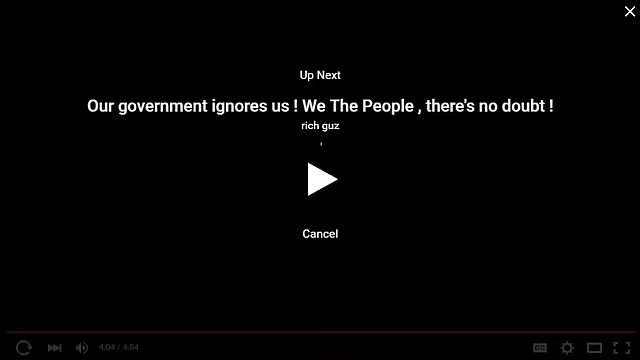 Up Next
Our government ignores us ! We The People , there's no doubt !
rich guz
Cancel
4:04 / 4:04
CC